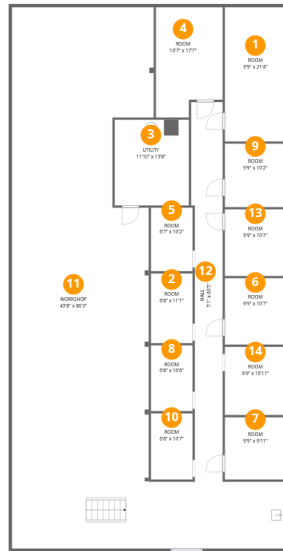 4
ROOM
10'7" x 17'7"
1
ROOM
9'9" x 21'4"
3
UTILITY
11'10" x 13'8"
9
ROOM
9'9" x 10'2"
5
ROOM
6'7" x 10'2"
13
ROOM
9'9" x 10'7"
11
WORKSHOP
12
HALL
2
ROOM
6'8" x 11'1"
6
ROOM
9'9" x 10'7"
8
ROOM
6'8" x 10'6"
14
ROOM
9'9" x 10'11"
10
ROOM
6'8" x 10'7"
7
ROOM
9'9" x 9'11"